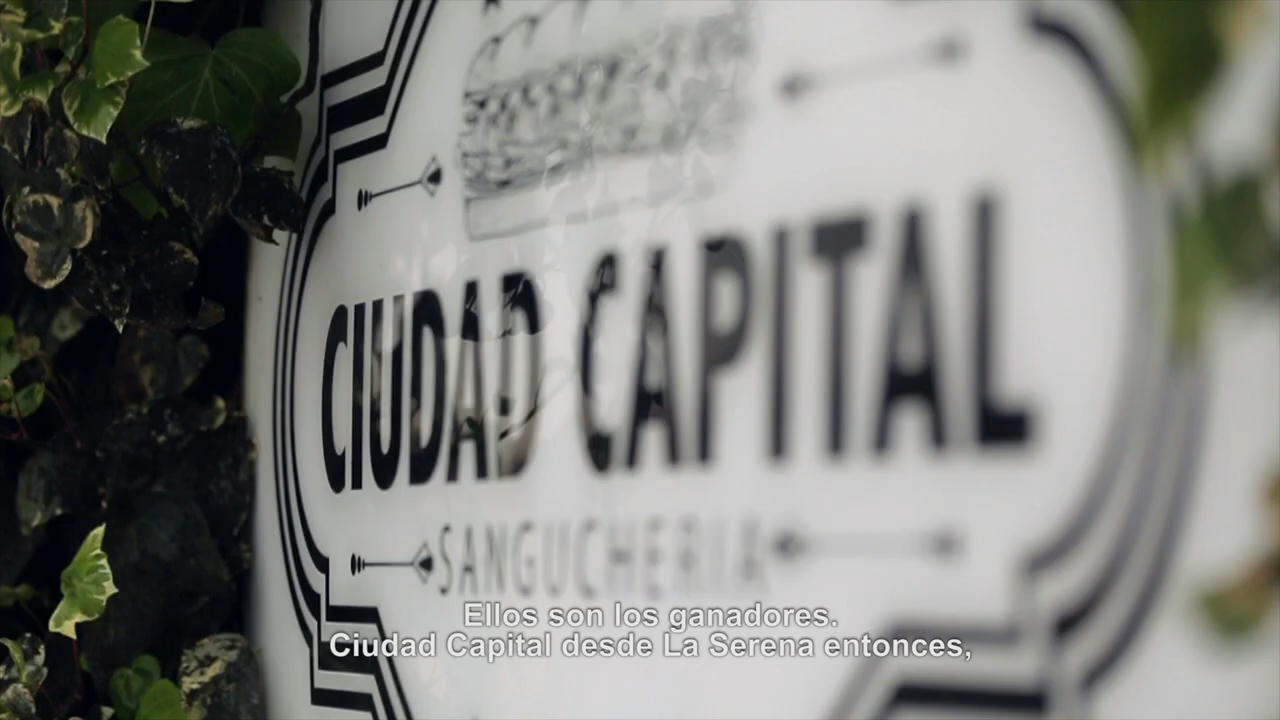 CIUDAD CAPITAL
SANGUCHERIA
Ellos son los ganadores.
Ciudad Capital desde La Serena entonces,